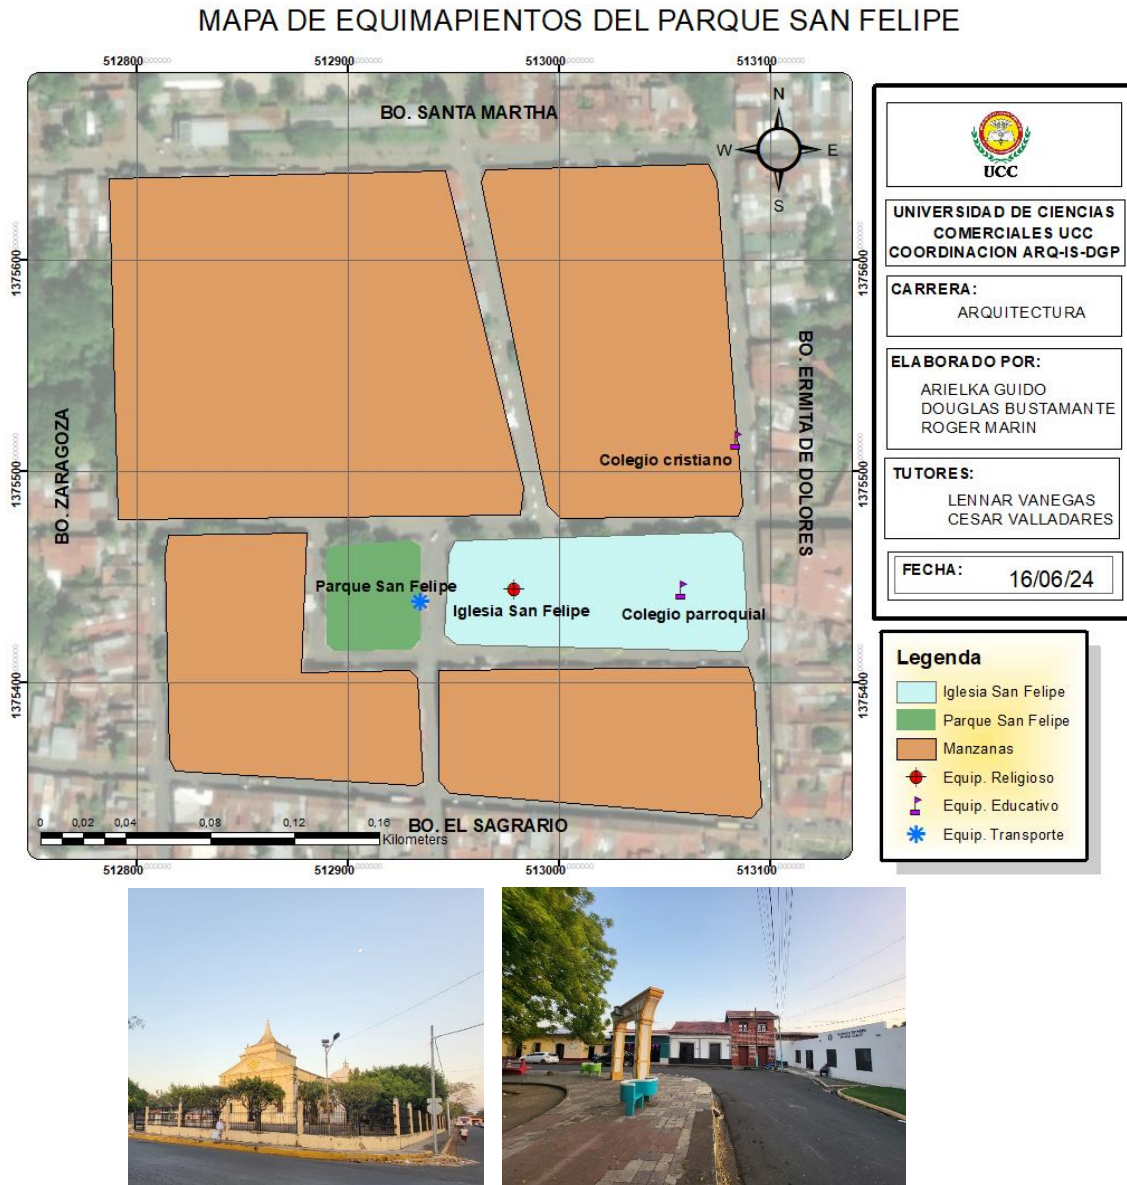 MAPA DE EQUIMAPIENTOS DEL PARQUE SAN FELIPE
512800 512900 513000 513100
BO. SANTA MARTHA
N
W E
S
1375600 1375600
BO. ZARAGOZA
BO. ERMITA DE DOLORES
Colegio cristiano
1375500 1375500
Parque San Felipe
Iglesia San Felipe
Colegio parroquial
1375400 1375400
0 0,02 0,04 0,08 0,12 0,16
Kilometers
BO. EL SAGRARIO
512800 512900 513000 513100
UCC
UNIVERSIDAD DE CIENCIAS
COMERCIALES UCC
COORDINACION ARQ-IS-DGP
CARRERA:
ARQUITECTURA
ELABORADO POR:
ARIELKA GUIDO
DOUGLAS BUSTAMANTE
ROGER MARIN
TUTORES:
LENNAR VANEGAS
CESAR VALLADARES
FECHA: 16/06/24
Legenda
Iglesia San Felipe
Parque San Felipe
Manzanas
Equip. Religioso
Equip. Educativo
Equip. Transporte